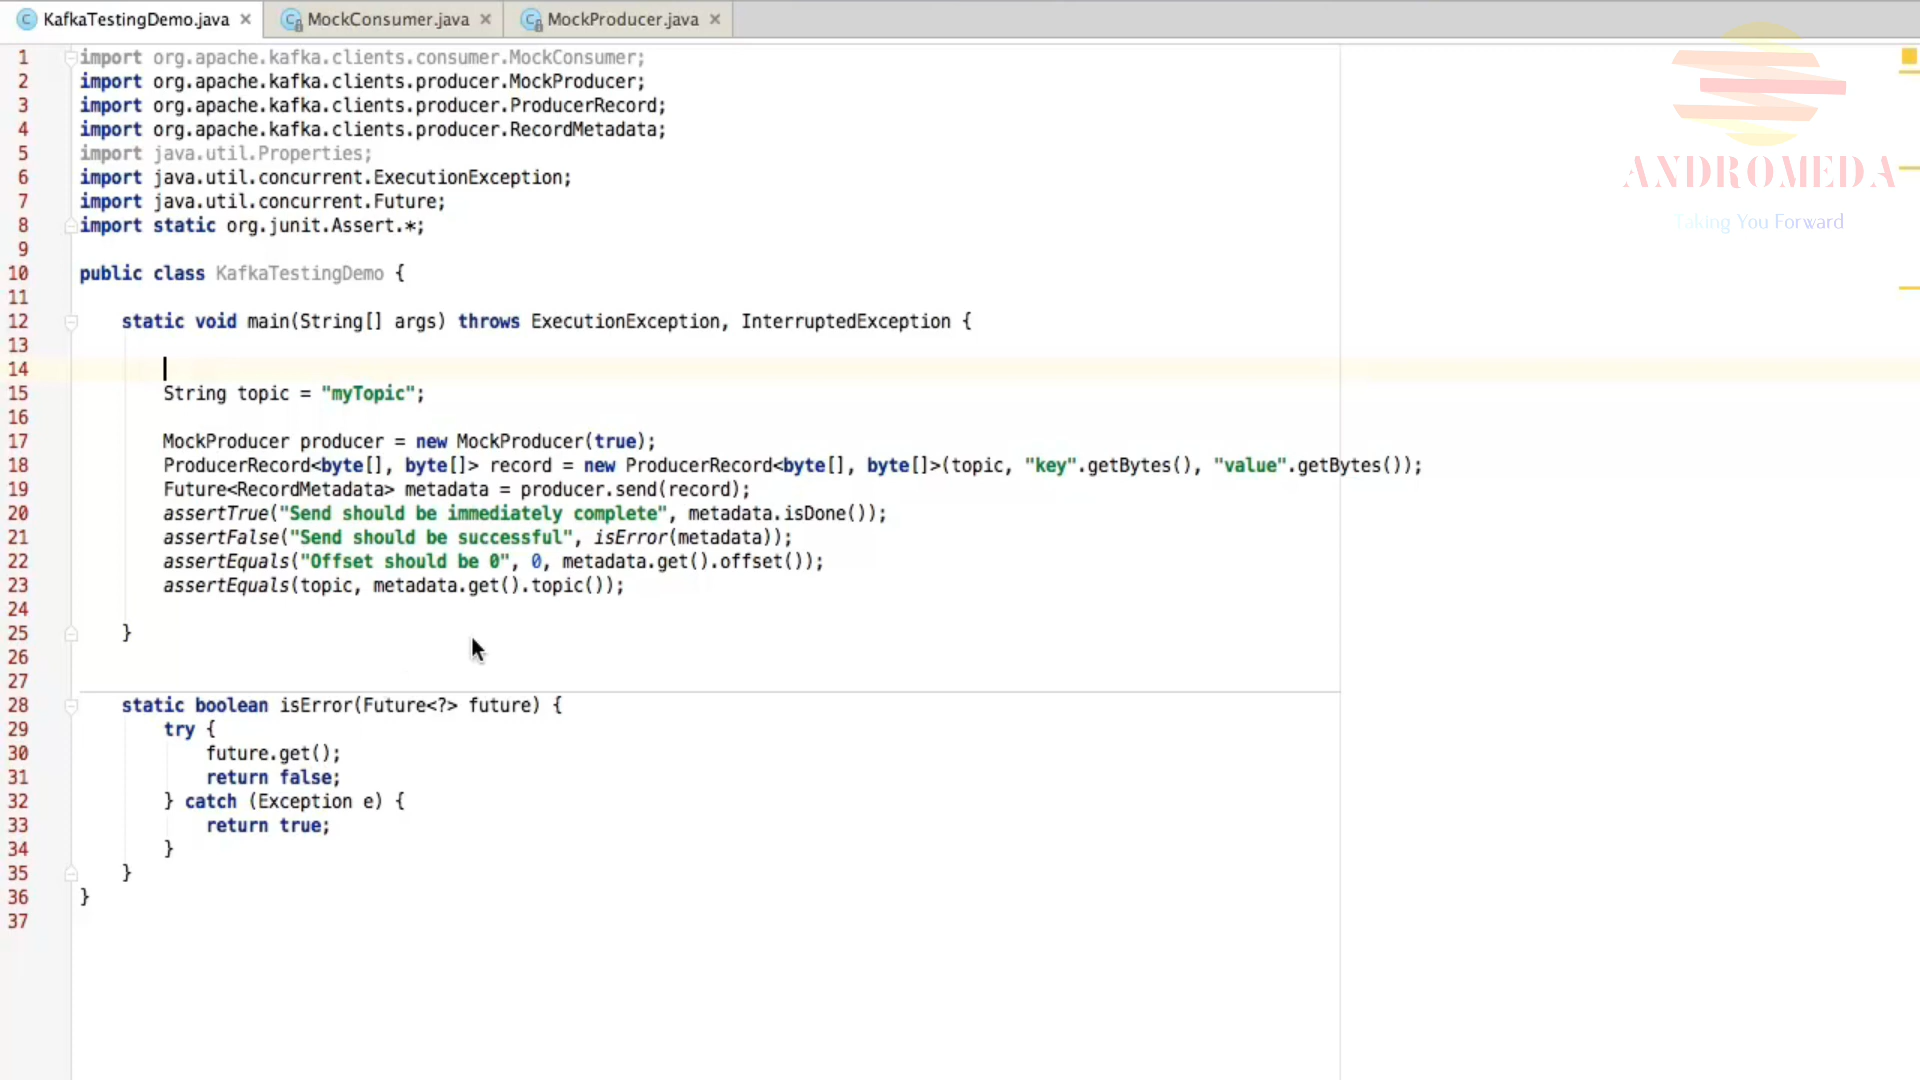 KafkaTestingDemo.java
MockConsumer.java
MockProducer.java
1 import org.apache.kafka.clients.consumer.MockConsumer;
2 import org.apache.kafka.clients.producer.MockProducer;
3 import org.apache.kafka.clients.producer.ProducerRecord;
4 import org.apache.kafka.clients.producer.RecordMetadata;
5 import java.util.Properties;
6 import java.util.concurrent.ExecutionException;
7 import java.util.concurrent.Future;
8 import static org.junit.Assert.*;
9
10 public class KafkaTestingDemo {
11
12 static void main(String[] args) throws ExecutionException, InterruptedException {
13
14
15 String topic = "myTopic";
16
17 MockProducer producer = new MockProducer(true);
18 ProducerRecord<byte[], byte[]> record = new ProducerRecord<byte[], byte[]>(topic, "key".getBytes(), "value".getBytes());
19 Future<RecordMetadata> metadata = producer.send(record);
20 assertTrue("Send should be immediately complete", metadata.isDone());
21 assertFalse("Send should be successful", isError(metadata));
22 assertEquals("Offset should be 0", 0, metadata.get().offset());
23 assertEquals(topic, metadata.get().topic());
24
25 }
26
27
28 static boolean isError(Future<?> future) {
29 try {
30 future.get();
31 return false;
32 } catch (Exception e) {
33 return true;
34 }
35 }
36 }
37
ANDROMEDA
Taking You Forward